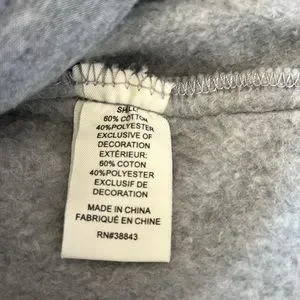 SHELL
60% COTTON
40%POLYESTER
EXCLUSIVE OF
DECORATION
EXTÉRIEUR;
60% COTON
40%POLYESTER
EXCLUSIF DE
DECORATION
MADE IN CHINA
FABRIQUÉ EN CHINE
RN#38843